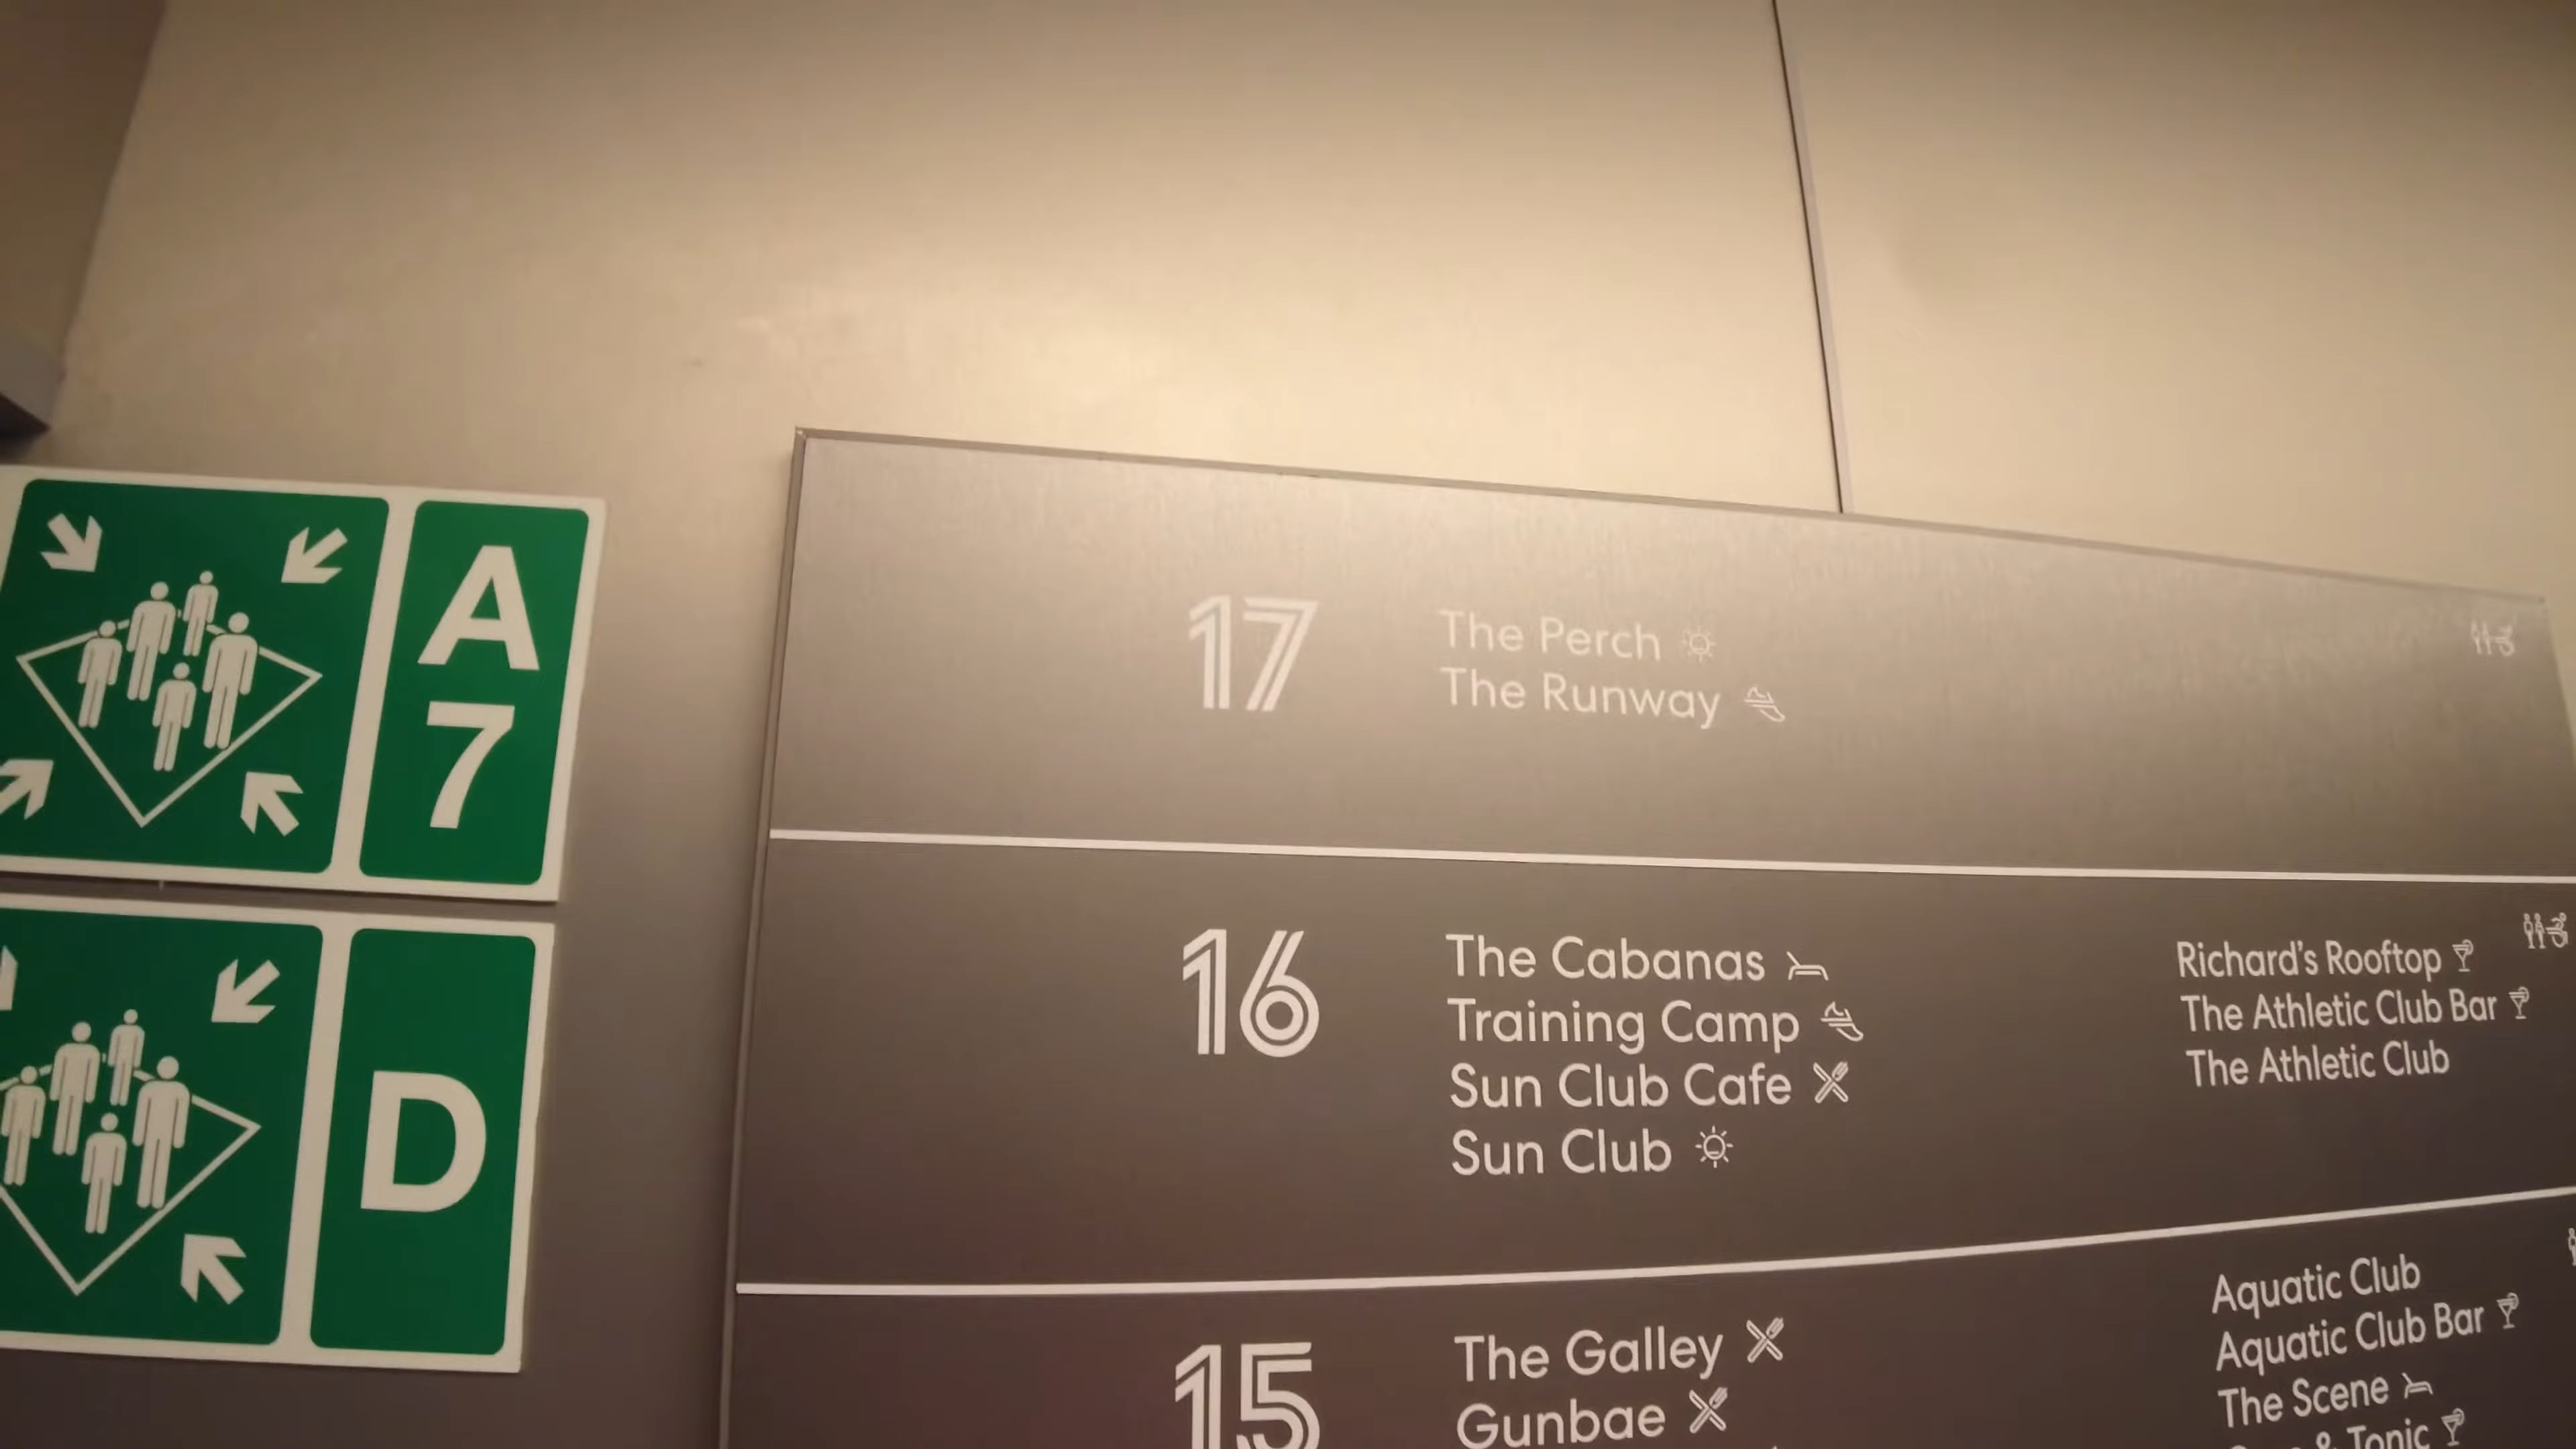 A
7
D
17
The Perch
The Runway
16
The Cabanas
Training Camp
Sun Club Cafe
Sun Club
Richard's Rooftop
The Athletic Club Bar
The Athletic Club
15
The Galley
Gunbae
Aquatic Club
Aquatic Club Bar
The Scene
& Tonic